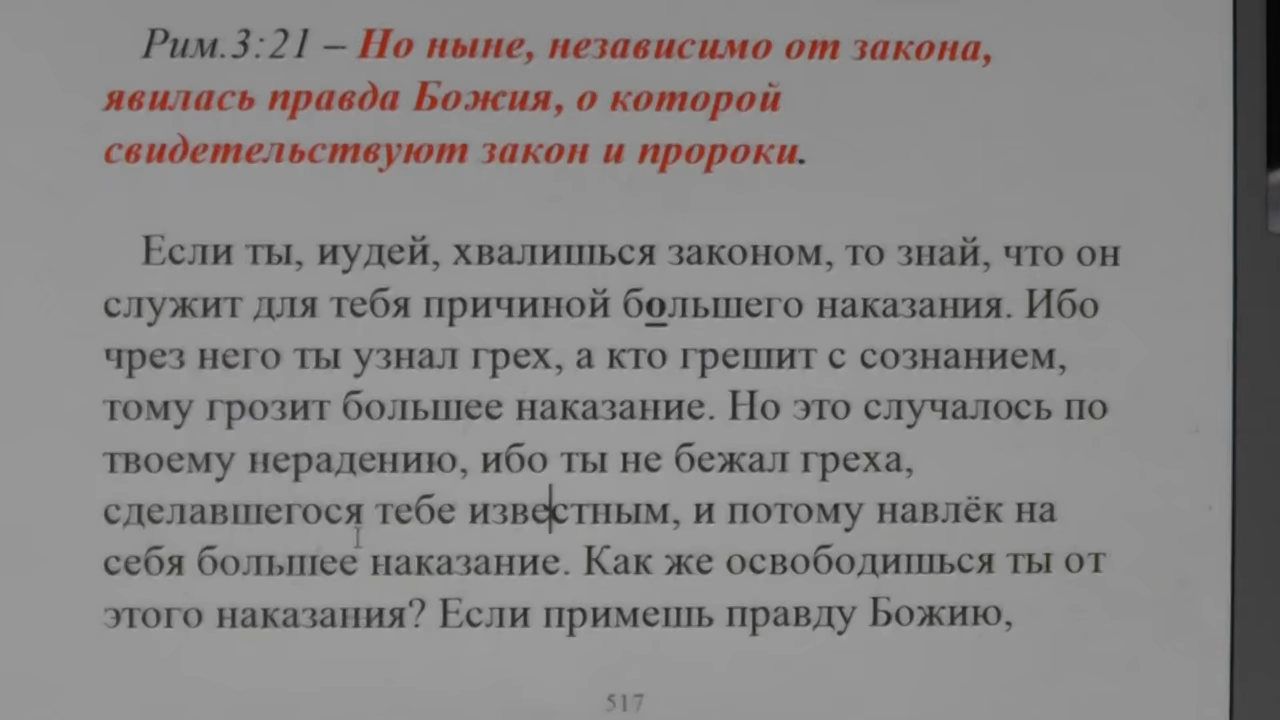 Рим.3:21 – Но ныне, независимо от закона,
явилась правда Божия, о которой
свидетельствуют закон и пророки.
Если ты, иудей, хвалишься законом, то знай, что он
служит для тебя причиной большего наказания. Ибо
чрез него ты узнал грех, а кто грешит с сознанием,
тому грозит большее наказание. Но это случалось по
твоему нерадению, ибо ты не бежал греха,
сделавшегося тебе известным, и потому навлёк на
себя большее наказание. Как же освободишься ты от
этого наказания? Если примешь правду Божию,
517